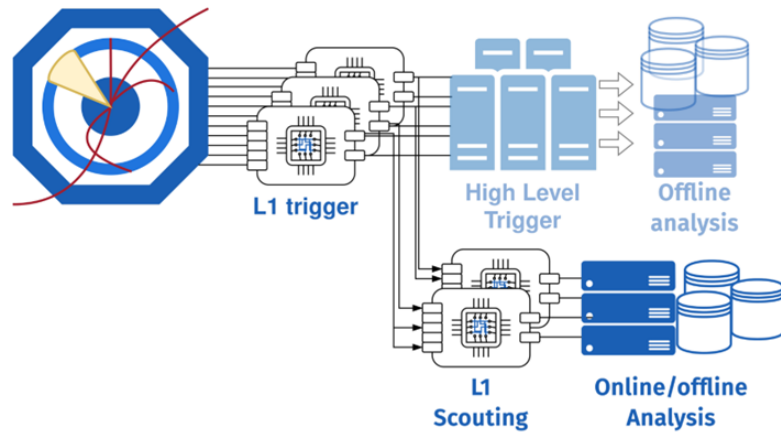 L1 trigger
High Level
Trigger
Offline
analysis
L1
Scouting
Online/offline
Analysis